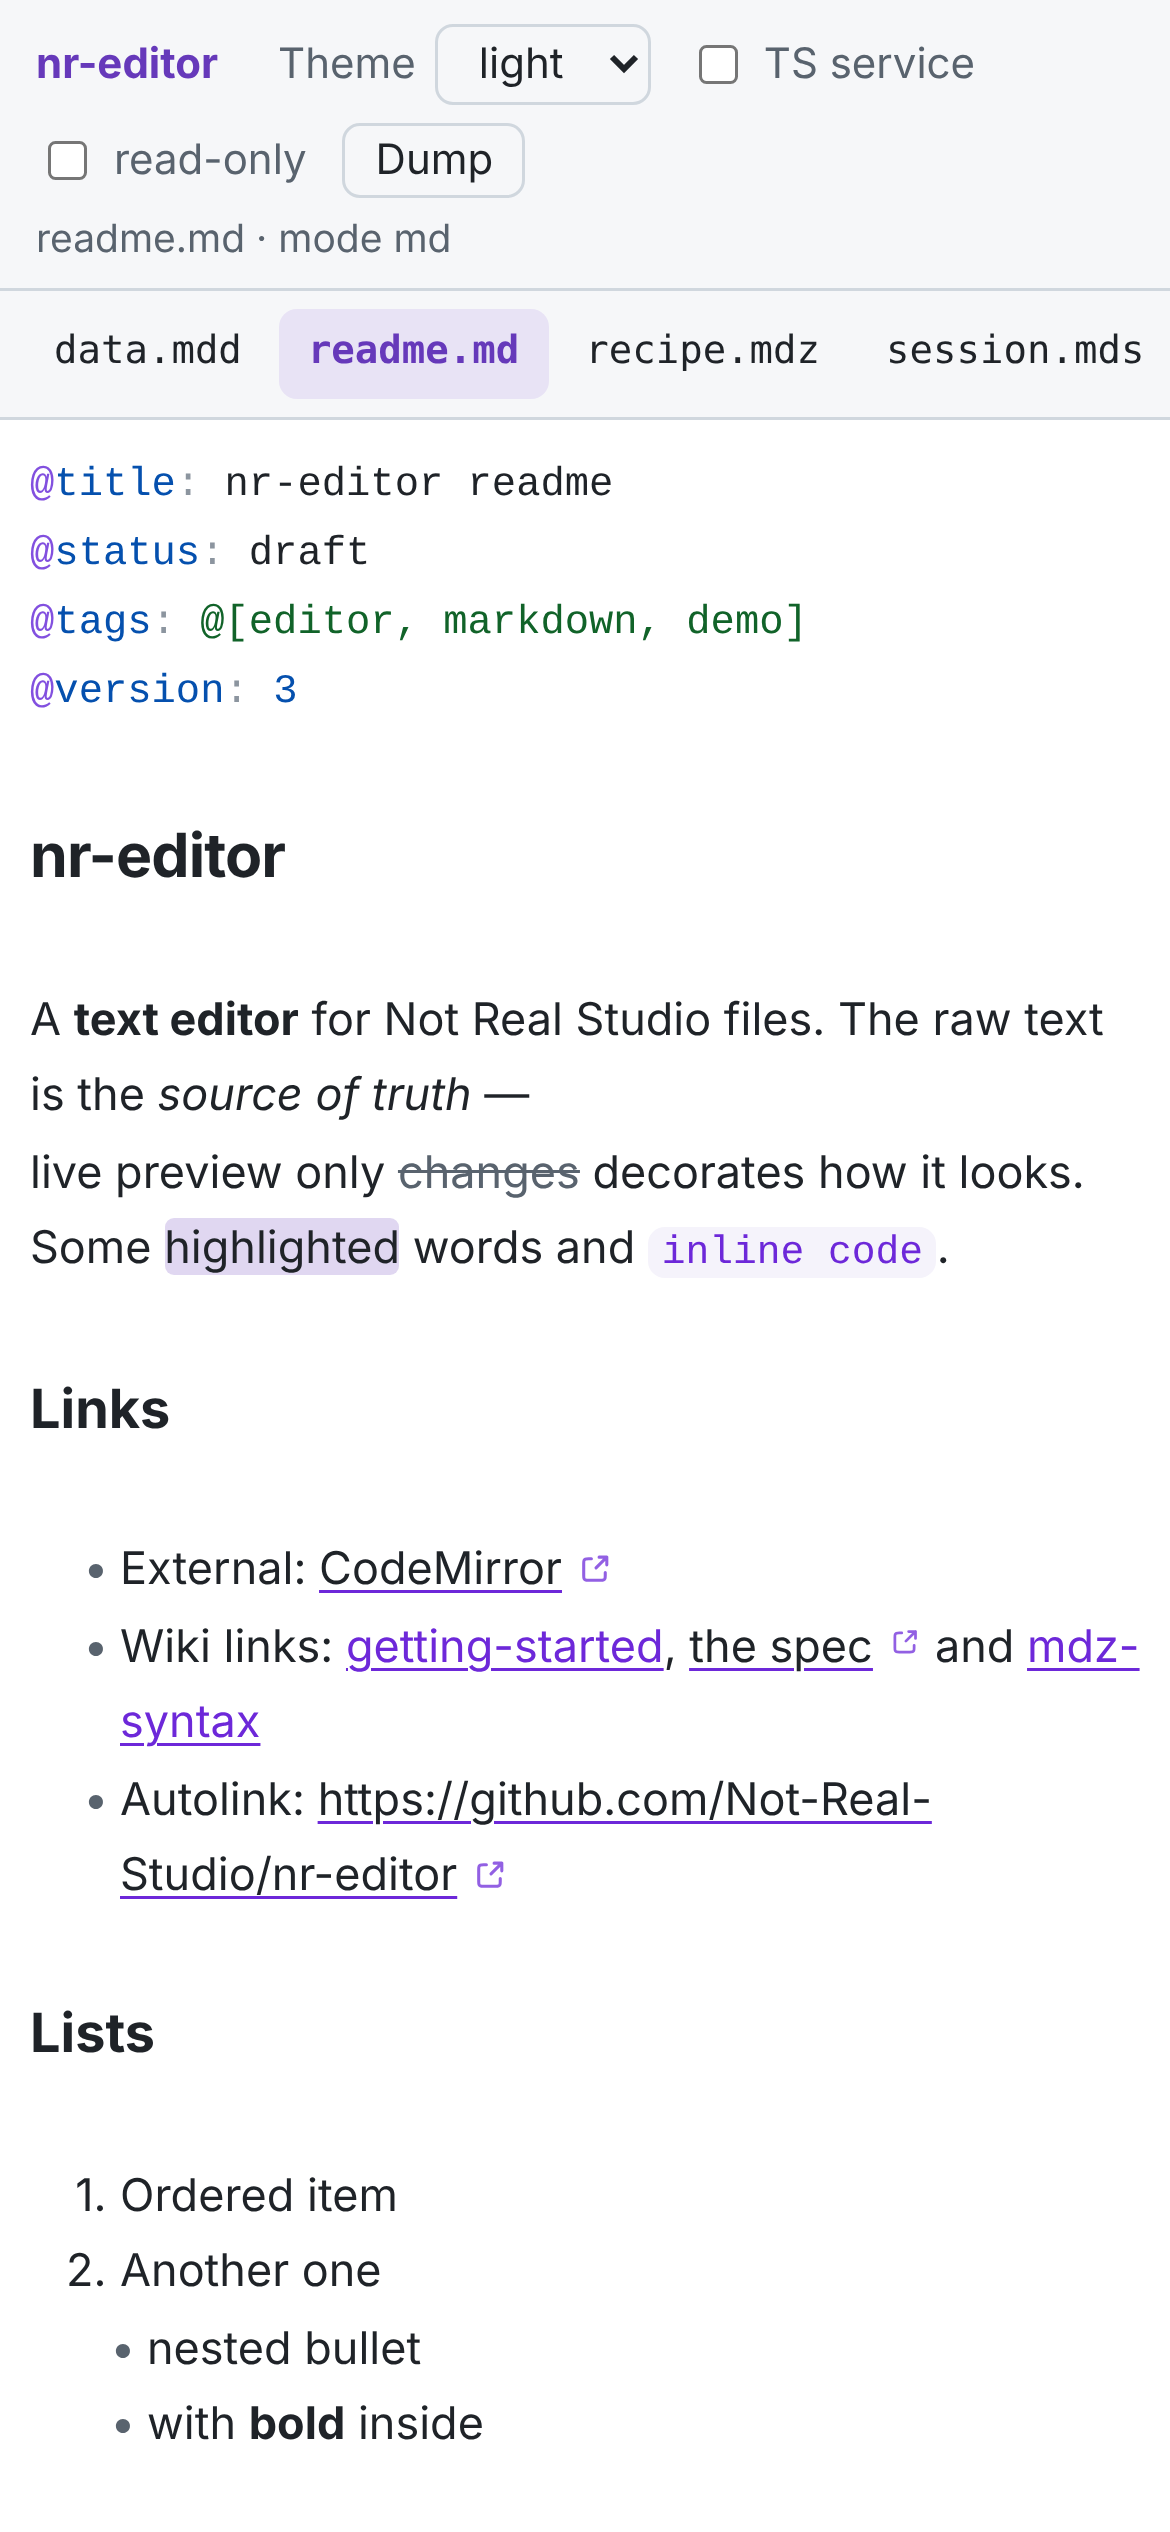 nr-editor Theme light TS service
read-only Dump
readme.md · mode md
data.mdd readme.md recipe.mdz session.mds
@title: nr-editor readme
@status: draft
@tags: @[editor, markdown, demo]
@version: 3
nr-editor
A text editor for Not Real Studio files. The raw text
is the source of truth —
live preview only changes decorates how it looks.
Some highlighted words and inline code.
Links
• External: CodeMirror
• Wiki links: getting-started, the spec and mdz-
syntax
• Autolink: https://github.com/Not-Real-
Studio/nr-editor
Lists
1. Ordered item
2. Another one
• nested bullet
• with bold inside